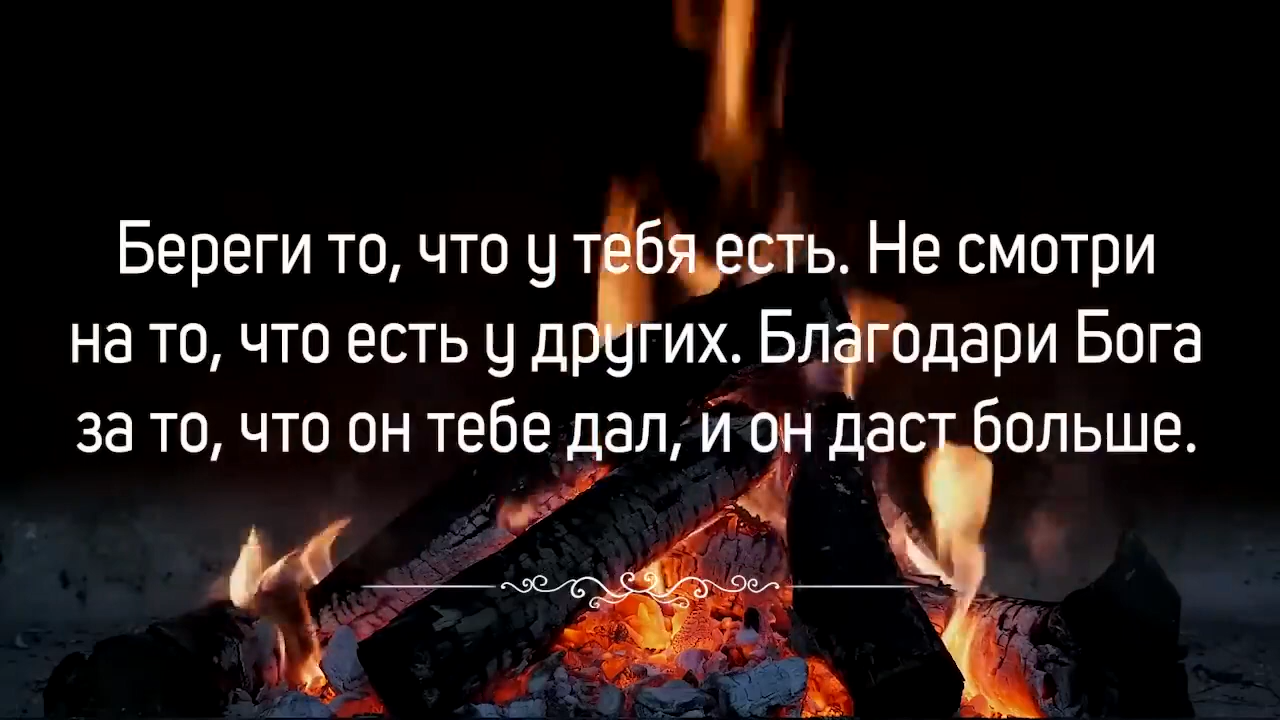 Береги то, что у тебя есть. Не смотри
на то, что есть у других. Благодари Бога
за то, что он тебе дал, и он даст больше.